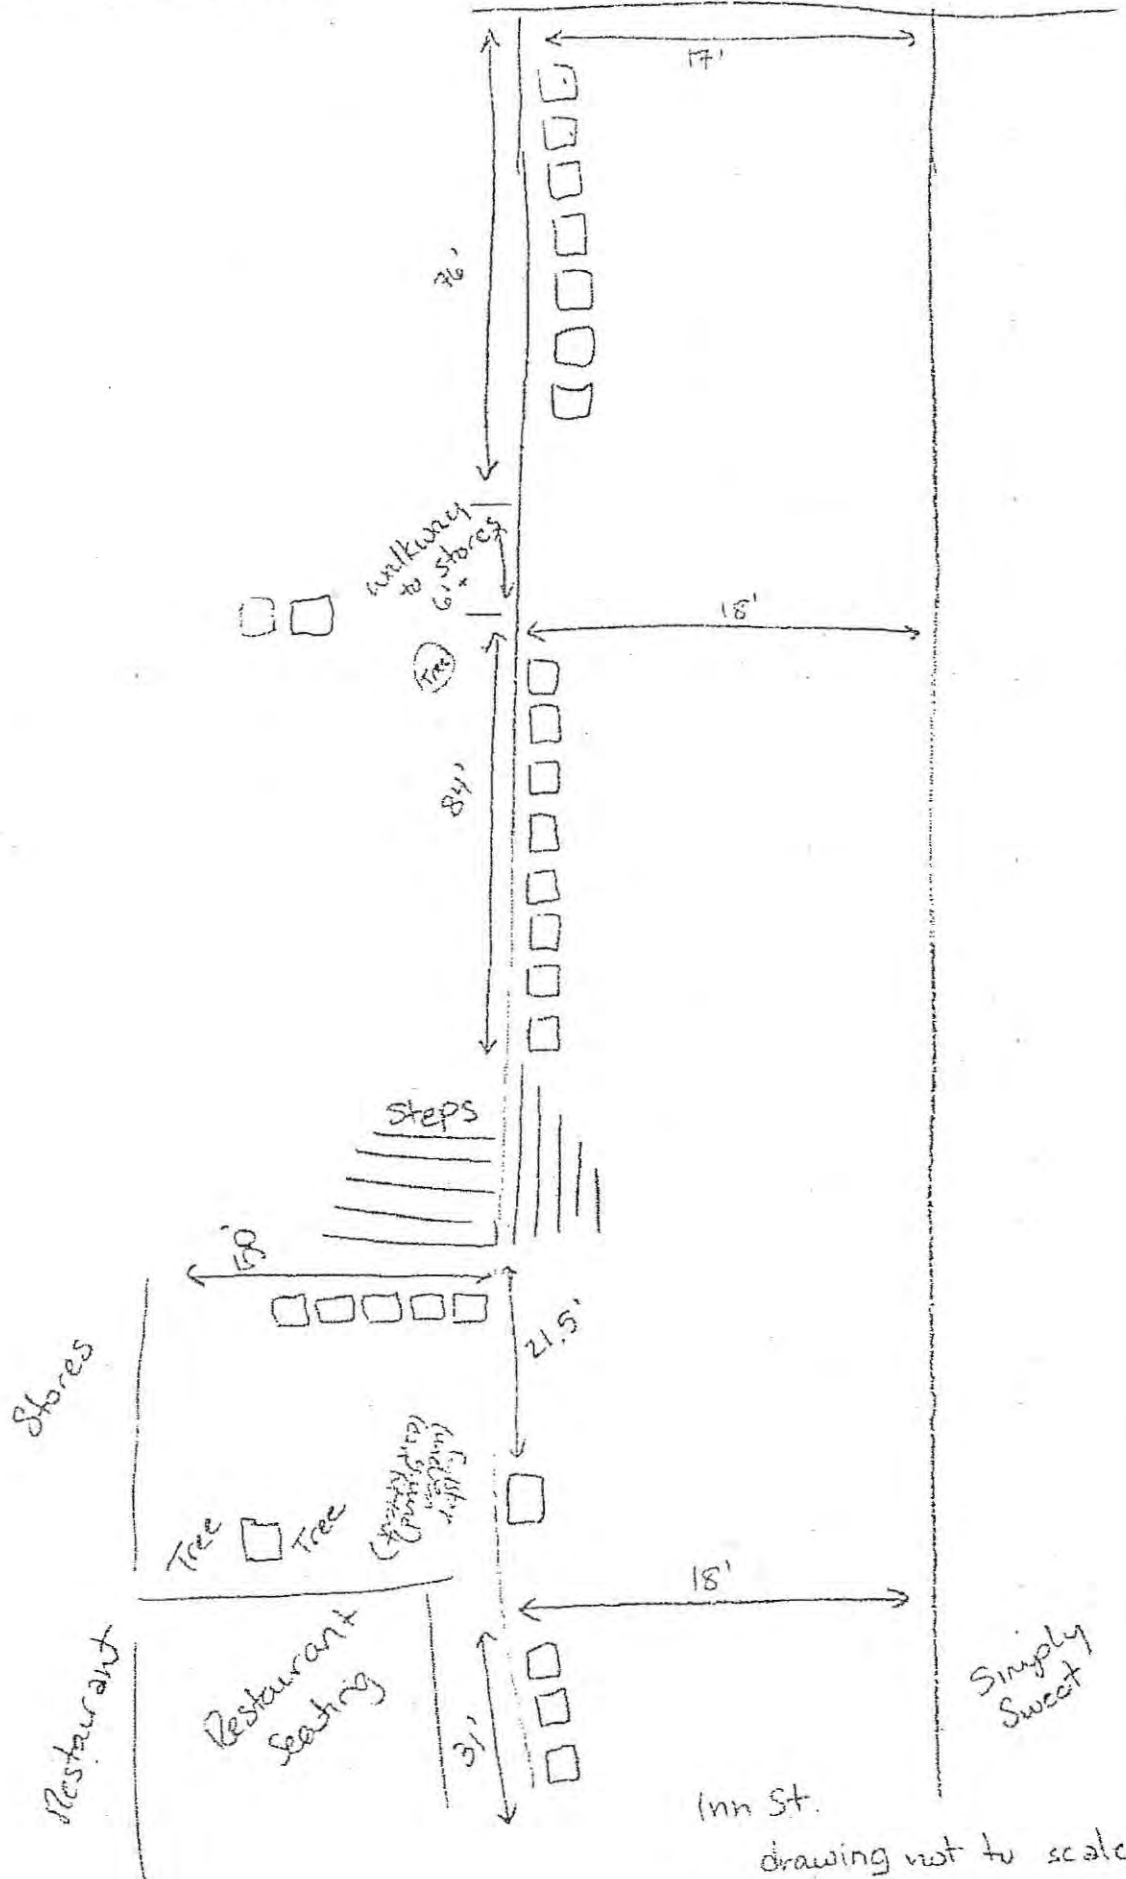 17'
76'
walkway
to stores
6'
18'
Tree
84'
Steps
21.5'
Stores
Tree
Tree
18'
Restaurant
Restaurant
Seating
31'
Simply
Sweet
Inn St.
drawing not to scale